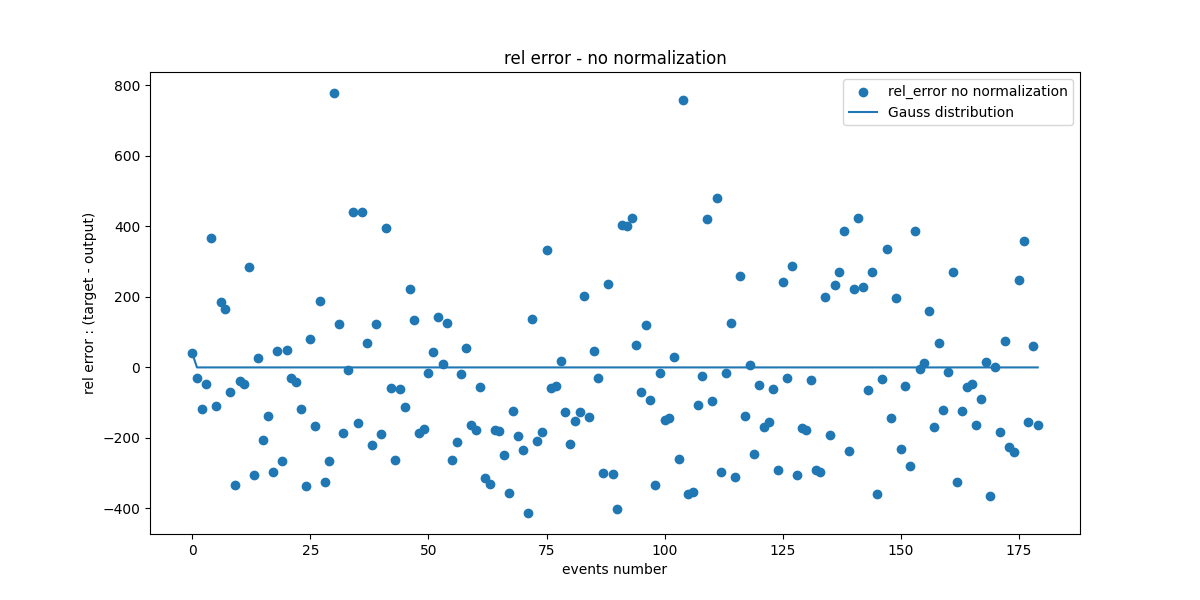 rel error - no normalization
rel_error no normalization
Gauss distribution
800
600
400
200
0
−200
−400
rel error : (target - output)
0 25 50 75 100 125 150 175
events number